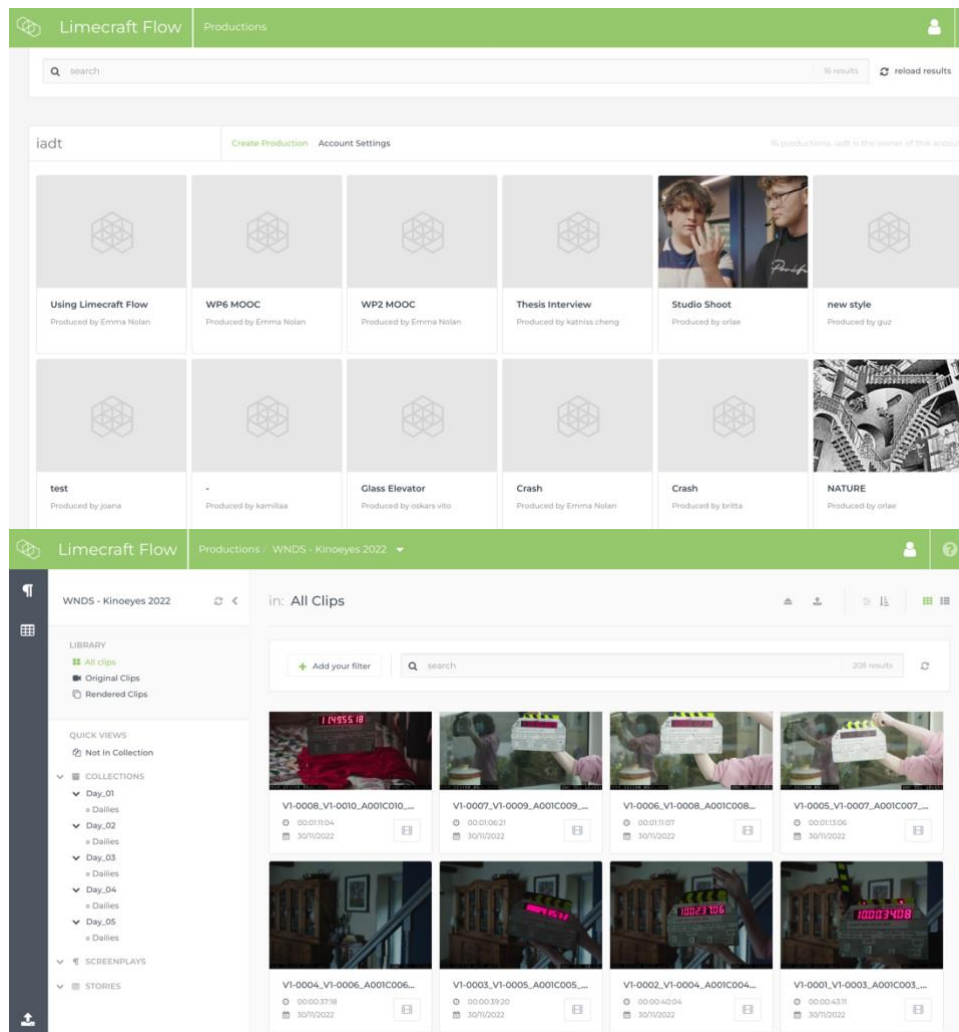 Limecraft Flow Productions
search 16 results reload results
iadt Create Production Account Settings 16 productions. iadt is the owner of this accou
Using Limecraft Flow
Produced by Emma Nolan
WP6 MOOC
Produced by Emma Nolan
WP2 MOOC
Produced by Emma Nolan
Thesis Interview
Produced by katniss cheng
Studio Shoot
Produced by orlae
new style
Produced by guz
test
Produced by joana
-
Produced by kamillaa
Glass Elevator
Produced by oskars vito
Crash
Produced by Emma Nolan
Crash
Produced by britta
NATURE
Produced by orlae
Limecraft Flow Productions / WNDS - Kinoeyes 2022
WNDS - Kinoeyes 2022
LIBRARY
All clips
Original Clips
Rendered Clips
QUICK VIEWS
Not In Collection
COLLECTIONS
Day_01
Dailies
Day_02
Dailies
Day_03
Dailies
Day_04
Dailies
Day_05
Dailies
SCREENPLAYS
STORIES
in: All Clips
+ Add your filter search 208 results
V1-0008_V1-0010_A001C010_...
00:01:11:04
30/11/2022
V1-0007_V1-0009_A001C009_...
00:01:06:21
30/11/2022
V1-0006_V1-0008_A001C008...
00:01:11:07
30/11/2022
V1-0005_V1-0007_A001C007_...
00:01:13:06
30/11/2022
V1-0004_V1-0006_A001C006...
00:00:37:18
30/11/2022
V1-0003_V1-0005_A001C005_...
00:00:39:20
30/11/2022
V1-0002_V1-0004_A001C004...
00:00:40:04
30/11/2022
V1-0001_V1-0003_A001C003_...
00:00:43:11
30/11/2022